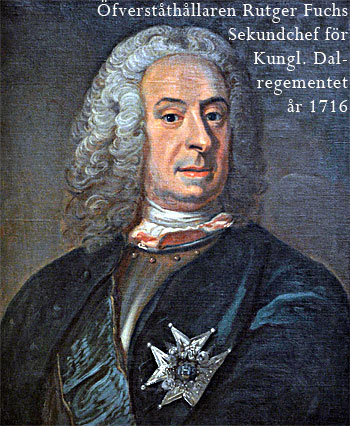 Öfverståthållaren Rutger Fuchs
Sekundchef för
Kungl. Dal-
regementet
år 1716